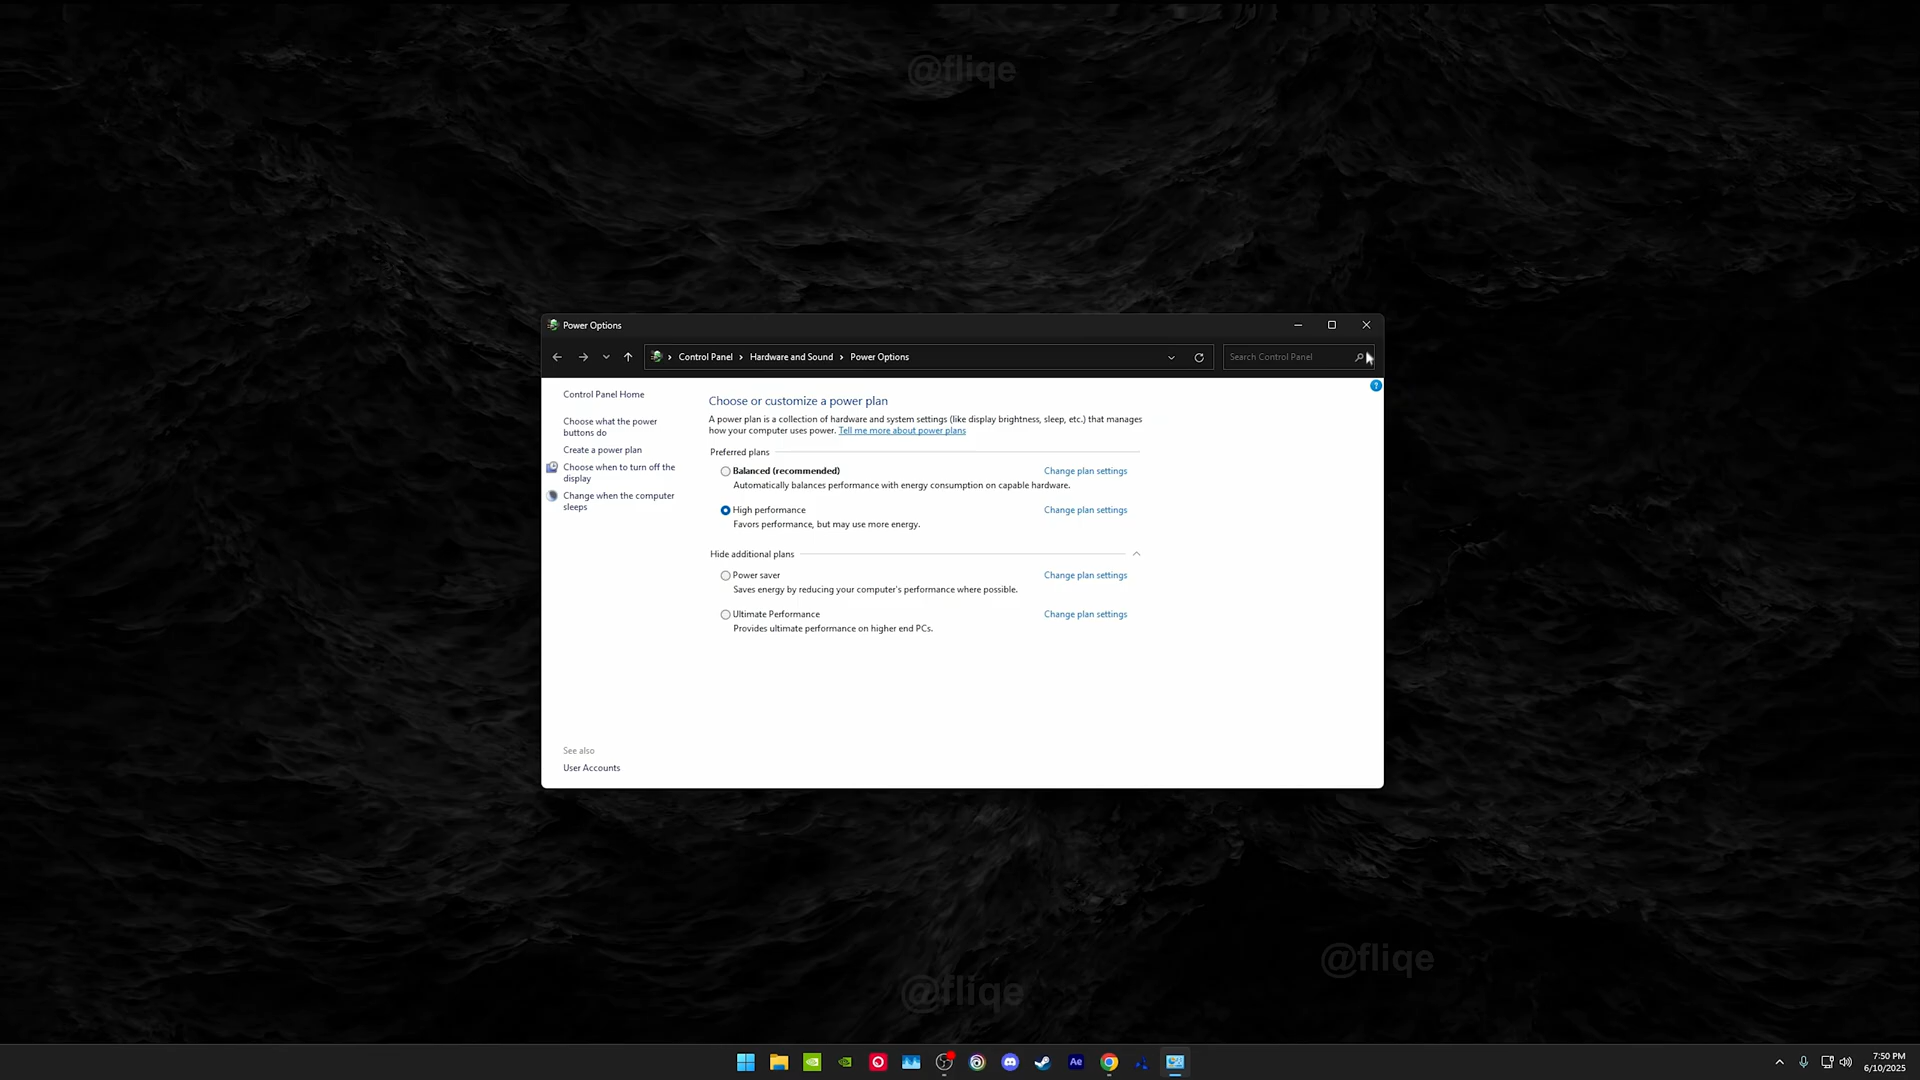 @fliqe
Power Options
Control Panel > Hardware and Sound > Power Options
Search Control Panel
?
Control Panel Home
Choose what the power
buttons do
Create a power plan
Choose when to turn off the
display
Change when the computer
sleeps
Choose or customize a power plan
A power plan is a collection of hardware and system settings (like display brightness, sleep, etc.) that manages
how your computer uses power. Tell me more about power plans
Preferred plans
Balanced (recommended) Change plan settings
Automatically balances performance with energy consumption on capable hardware.
High performance Change plan settings
Favors performance, but may use more energy.
Hide additional plans
Power saver Change plan settings
Saves energy by reducing your computer's performance where possible.
Ultimate Performance Change plan settings
Provides ultimate performance on higher end PCs.
See also
User Accounts
@fliqe
@fliqe
Ae
7:50 PM
6/10/2025